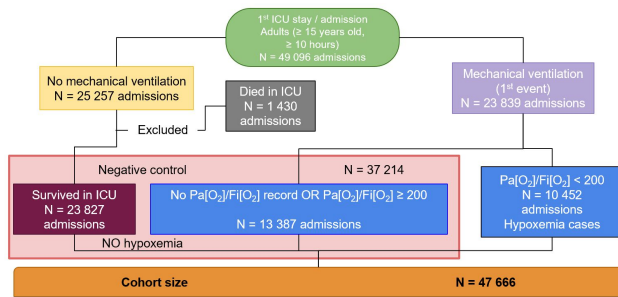 1st ICU stay / admission
Adults (≥ 15 years old,
≥ 10 hours)
N = 49 096 admissions
No mechanical ventilation
N = 25 257 admissions
Died in ICU
N = 1 430
admissions
Mechanical ventilation
(1st event)
N = 23 839 admissions
Excluded
Negative control
N = 37 214
Survived in ICU
N = 23 827
admissions
No Pa[O₂]/Fi[O₂] record OR Pa[O₂]/Fi[O₂] ≥ 200
N = 13 387 admissions
Pa[O₂]/Fi[O₂] < 200
N = 10 452
admissions
Hypoxemia cases
NO hypoxemia
Cohort size
N = 47 666